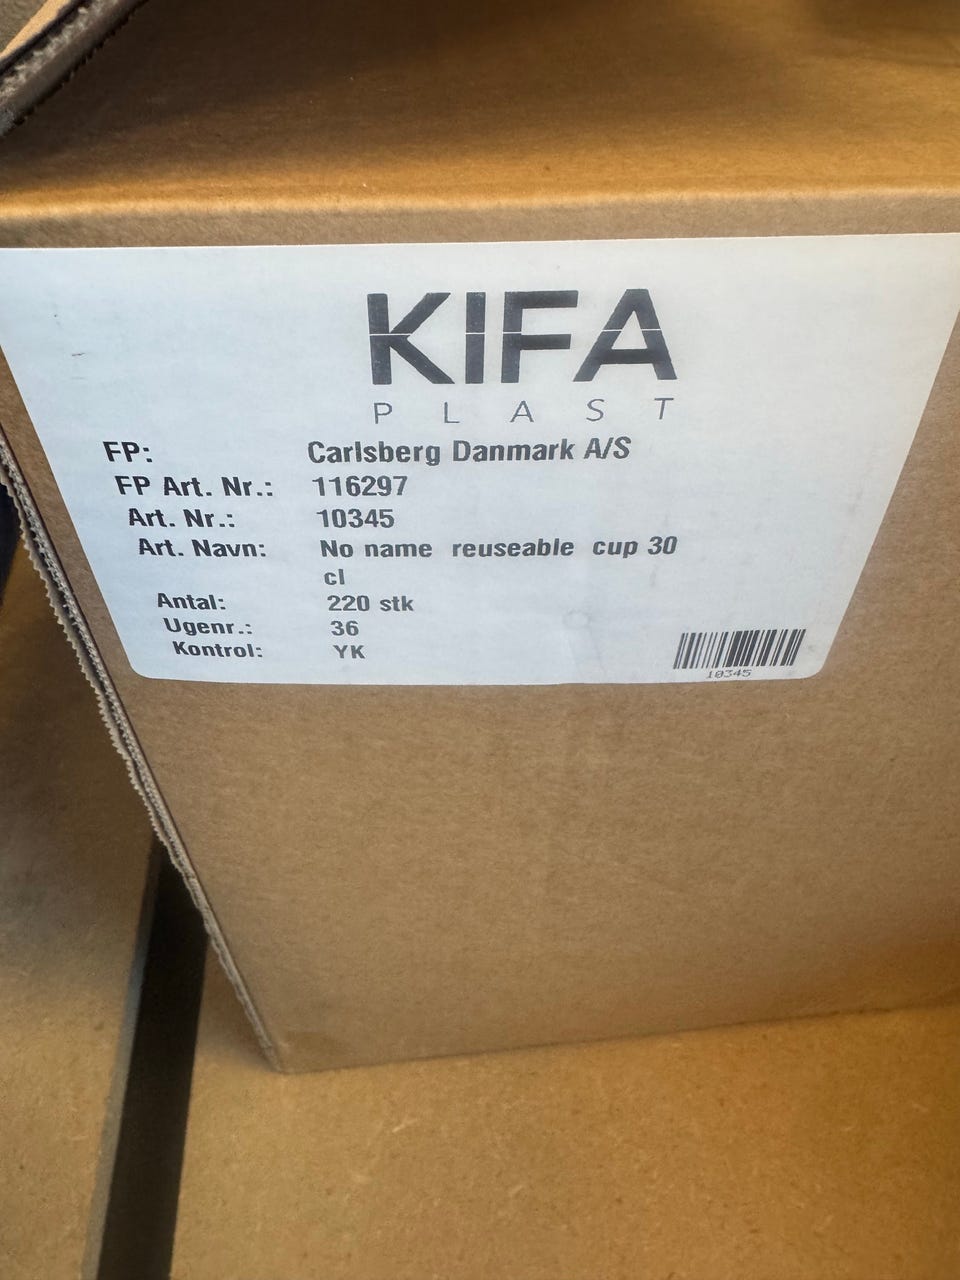 KIFA
PLAST
FP: Carlsberg Danmark A/S
FP Art. Nr.: 116297
Art. Nr.: 10345
Art. Navn: No name reuseable cup 30
cl
Antal: 220 stk
Ugenr.: 36
Kontrol: YK
10345